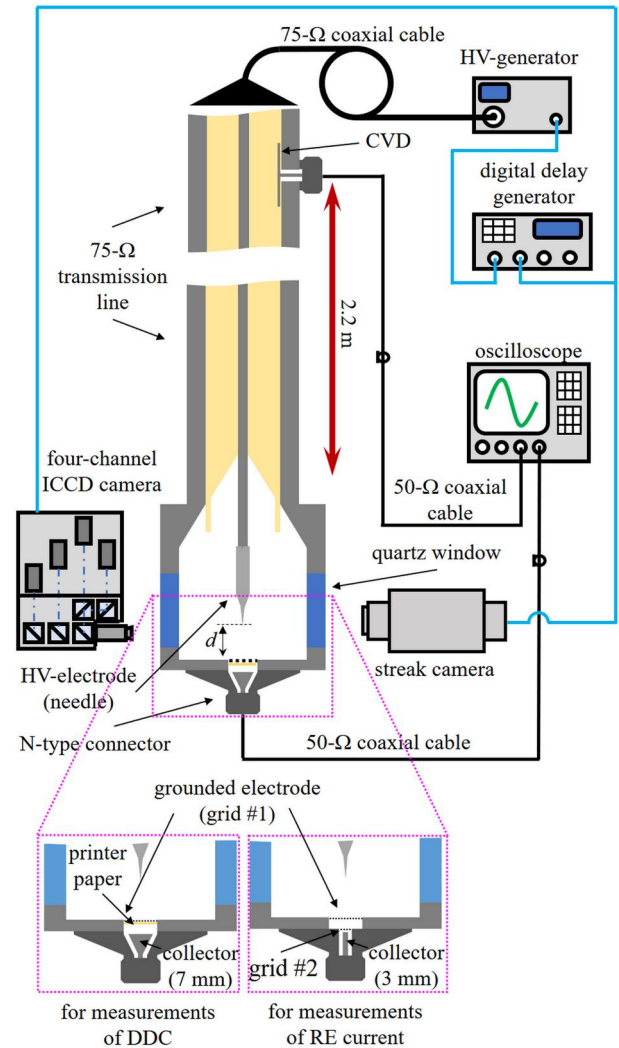 75-Ω coaxial cable
HV-generator
CVD
digital delay
generator
75-Ω
transmission
line
2.2 m
oscilloscope
four-channel
ICCD camera
50-Ω coaxial
cable
quartz window
d
streak camera
HV-electrode
(needle)
N-type connector
50-Ω coaxial cable
grounded electrode
(grid #1)
printer
paper
collector
(7 mm)
grid #2
collector
(3 mm)
for measurements
of DDC
for measurements
of RE current